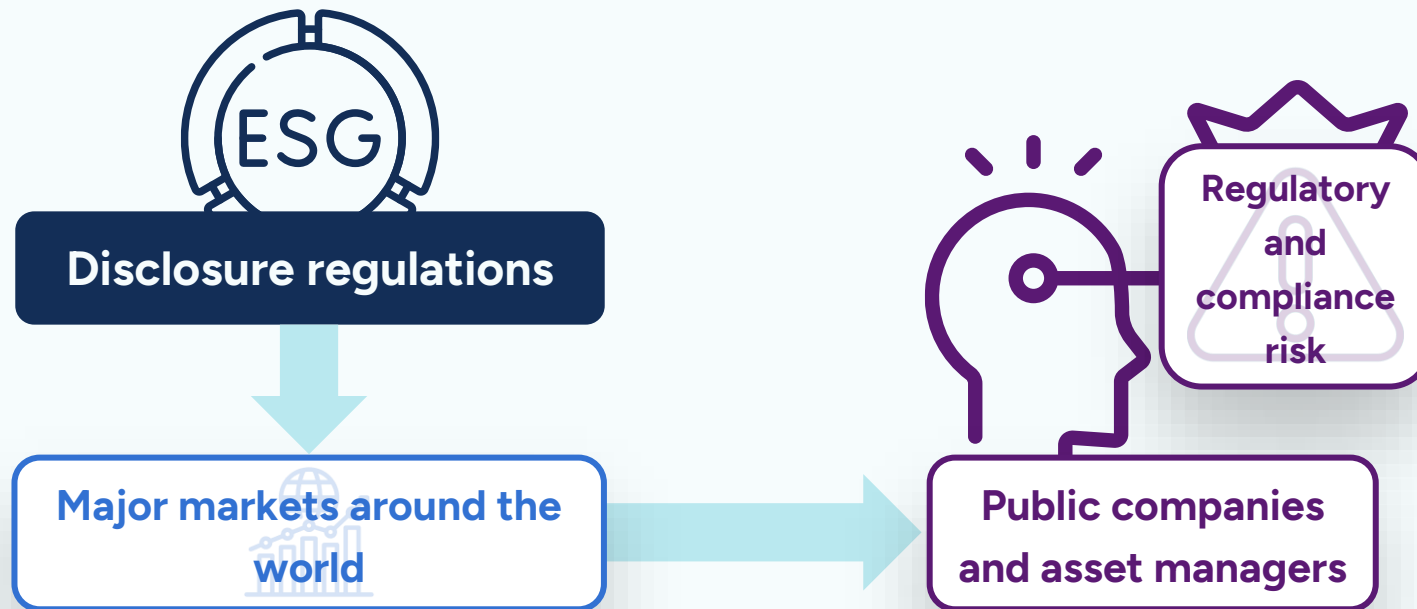 ESG
Disclosure regulations
Major markets around the
world
Regulatory
and
compliance
risk
Public companies
and asset managers